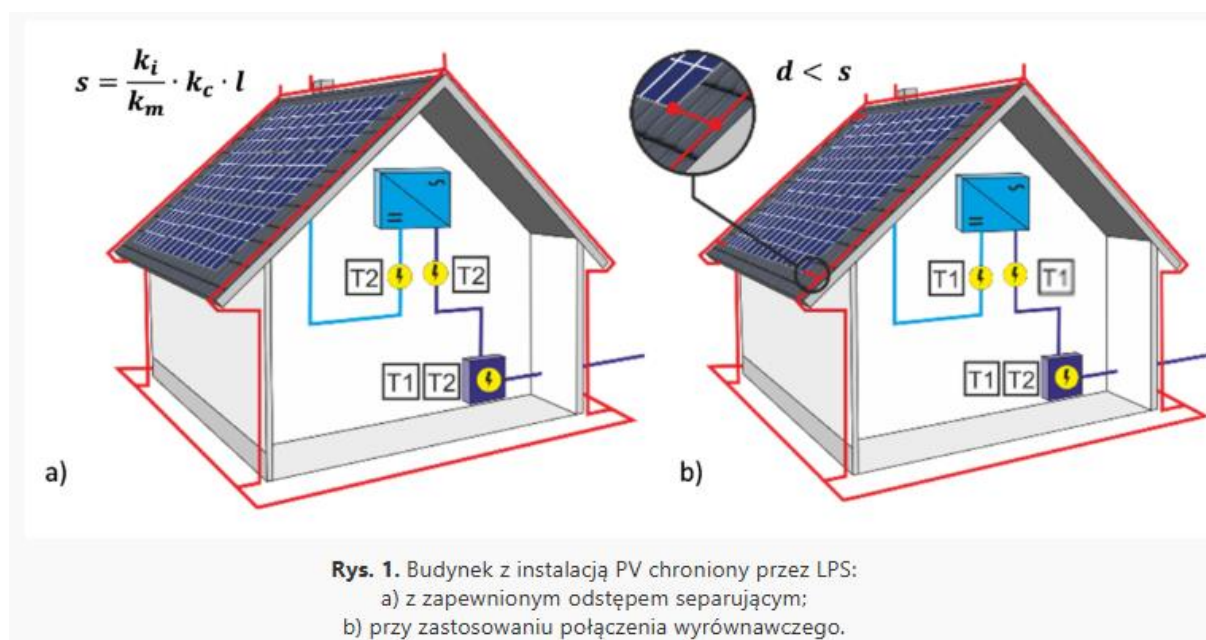 s = k_i / k_m · k_c · l
d < s
T2 T2
T1 T2
a)
T1 T1
T1 T2
b)
Rys. 1. Budynek z instalacją PV chroniony przez LPS:
a) z zapewnionym odstępem separującym;
b) przy zastosowaniu połączenia wyrównawczego.